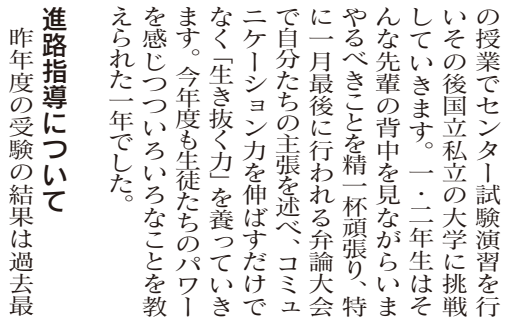 の授業でセンター試験演習を行
いその後国立私立の大学に挑戦
していきます。一・二年生はそ
んな先輩の背中を見ながらいま
やるべきことを精一杯頑張り、特
に一月最後に行われる弁論大会
で自分たちの主張を述べ、コミュ
ニケーション力を伸ばすだけで
なく「生き抜く力」を養っていき
ます。今年度も生徒たちのパワー
を感じつついろいろなことを教
えられた一年でした。
進路指導について
昨年度の受験の結果は過去最